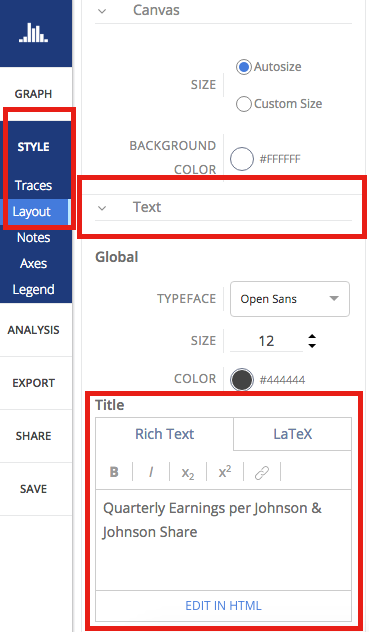 GRAPH
STYLE
Traces
Layout
Notes
Axes
Legend
ANALYSIS
EXPORT
SHARE
SAVE
Canvas
SIZE
Autosize
Custom Size
BACKGROUND
COLOR
#FFFFFF
Text
Global
TYPEFACE
Open Sans
SIZE
12
COLOR
#444444
Title
Rich Text
LaTeX
B I x₂ x²
Quarterly Earnings per Johnson &
Johnson Share
EDIT IN HTML